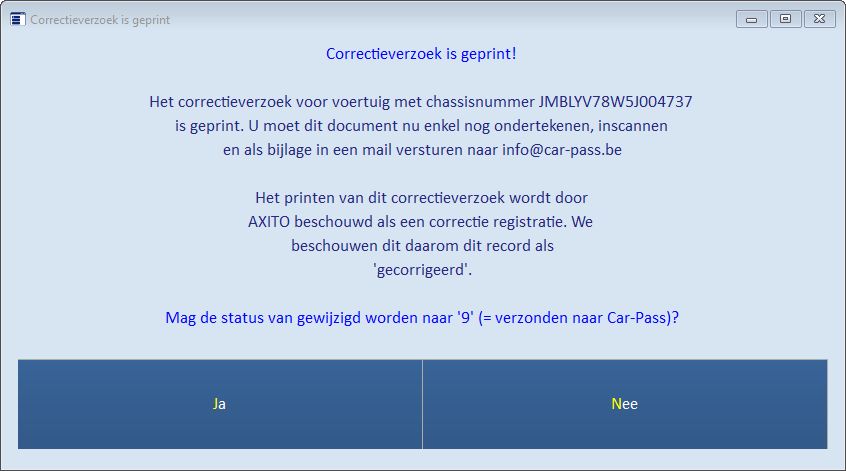 Correctieverzoek is geprint
Correctieverzoek is geprint!
Het correctieverzoek voor voertuig met chassisnummer JMBLYV78W5J004737
is geprint. U moet dit document nu enkel nog ondertekenen, inscannen
en als bijlage in een mail versturen naar info@car-pass.be
Het printen van dit correctieverzoek wordt door
AXITO beschouwd als een correctie registratie. We
beschouwen dit daarom dit record als
'gecorrigeerd'.
Mag de status van gewijzigd worden naar '9' (= verzonden naar Car-Pass)?
Ja
Nee